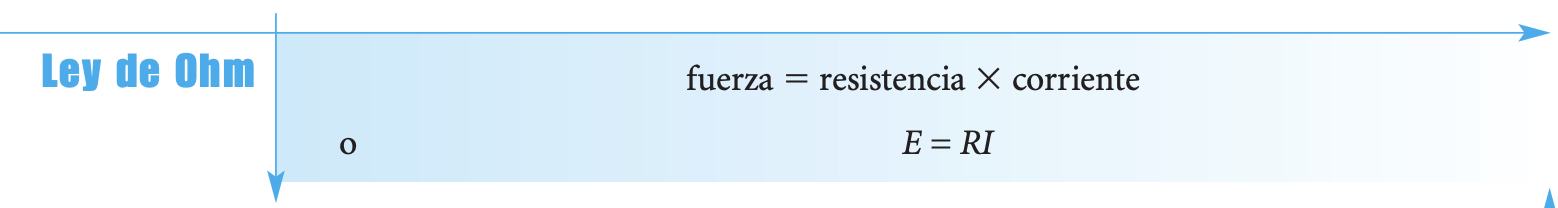 Ley de Ohm
fuerza = resistencia × corriente
o E = RI